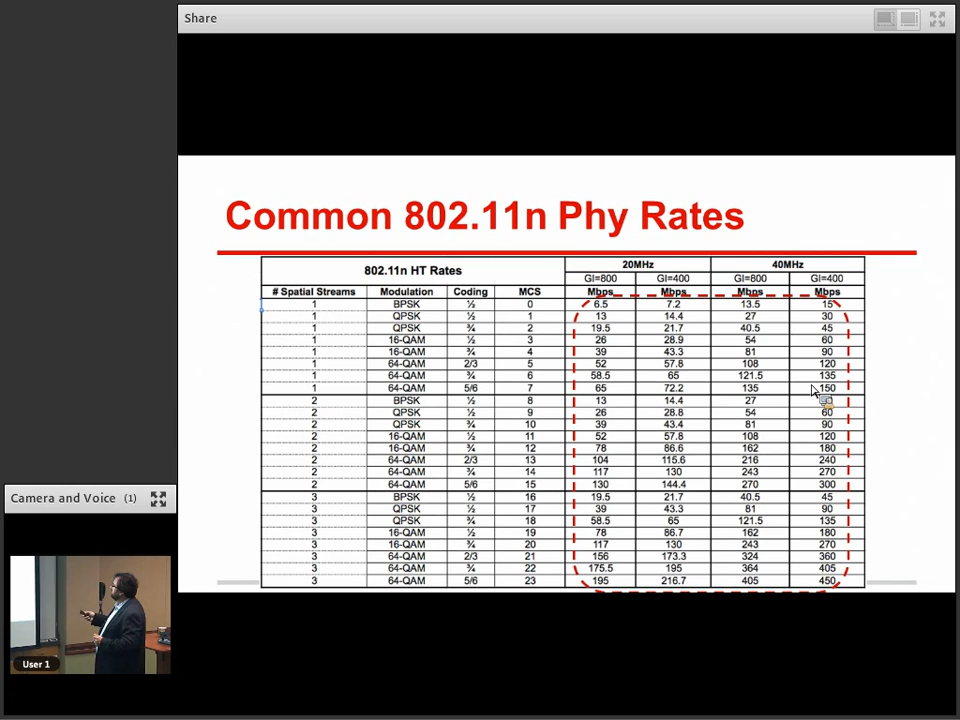 Share
Common 802.11n Phy Rates
802.11n HT Rates 20MHz 40MHz
GI=800 GI=400 GI=800 GI=400
# Spatial Streams Modulation Coding MCS Mbps Mbps Mbps Mbps
1 BPSK ½ 0 6.5 7.2 13.5 15
1 QPSK ½ 1 13 14.4 27 30
1 QPSK ¾ 2 19.5 21.7 40.5 45
1 16-QAM ½ 3 26 28.9 54 60
1 16-QAM ¾ 4 39 43.3 81 90
1 64-QAM 2/3 5 52 57.8 108 120
1 64-QAM ¾ 6 58.5 65 121.5 135
1 64-QAM 5/6 7 65 72.2 135 150
2 BPSK ½ 8 13 14.4 27
2 QPSK ½ 9 26 28.8 54 60
2 QPSK ¾ 10 39 43.4 81 90
2 16-QAM ½ 11 52 57.8 108 120
2 16-QAM ¾ 12 78 86.6 162 180
2 64-QAM 2/3 13 104 115.6 216 240
2 64-QAM ¾ 14 117 130 243 270
2 64-QAM 5/6 15 130 144.4 270 300
3 BPSK ½ 16 19.5 21.7 40.5 45
3 QPSK ½ 17 39 43.3 81 90
3 QPSK ¾ 18 58.5 65 121.5 135
3 16-QAM ½ 19 78 86.7 162 180
3 16-QAM ¾ 20 117 130 243 270
3 64-QAM 2/3 21 156 173.3 324 360
3 64-QAM ¾ 22 175.5 195 364 405
3 64-QAM 5/6 23 195 216.7 405 450
Camera and Voice (1)
User 1